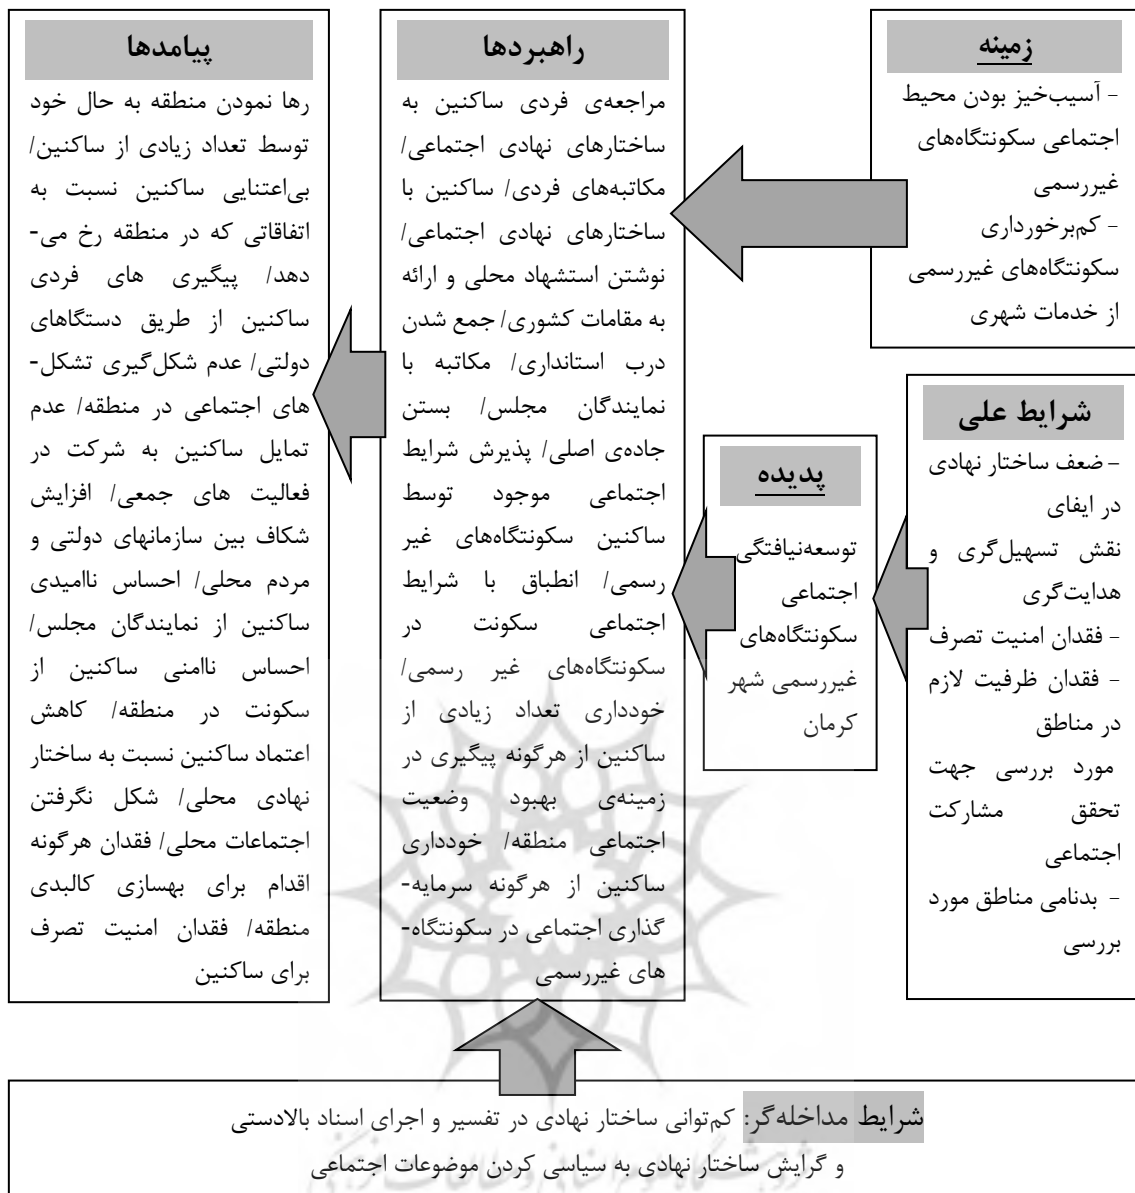 زمینه
- آسیب‌خیز بودن محیط
اجتماعی سکونتگاه‌های
غیررسمی
- کم‌برخورداری
سکونتگاه‌های غیررسمی
از خدمات شهری
شرایط علی
- ضعف ساختار نهادی
در ایفای
نقش تسهیل‌گری و
هدایت‌گری
- فقدان امنیت تصرف
- فقدان ظرفیت لازم
در مناطق
مورد بررسی جهت
تحقق مشارکت
اجتماعی
- بدنامی مناطق مورد
بررسی
پدیده
توسعه‌نیافتگی
اجتماعی
سکونتگاه‌های
غیررسمی شهر
کرمان
راهبردها
مراجعه‌ی فردی ساکنین به
ساختارهای نهادی اجتماعی/
مکاتبه‌های فردی/ ساکنین با
ساختارهای نهادی اجتماعی/
نوشتن استشهاد محلی و ارائه
به مقامات کشوری/ جمع شدن
درب استانداری/ مکاتبه با
نمایندگان مجلس/ بستن
جاده‌ی اصلی/ پذیرش شرایط
اجتماعی موجود توسط
ساکنین سکونتگاه‌های غیر
رسمی/ انطباق با شرایط
اجتماعی سکونت در
سکونتگاه‌های غیر رسمی/
خودداری تعداد زیادی از
ساکنین از هرگونه پیگیری در
زمینه‌ی بهبود وضعیت
اجتماعی منطقه/ خودداری
ساکنین از هرگونه سرمایه-
گذاری اجتماعی در سکونتگاه-
های غیررسمی
پیامدها
رها نمودن منطقه به حال خود
توسط تعداد زیادی از ساکنین/
بی‌اعتنایی ساکنین نسبت به
اتفاقاتی که در منطقه رخ می-
دهد/ پیگیری های فردی
ساکنین از طریق دستگاهای
دولتی/ عدم شکل‌گیری تشکل-
های اجتماعی در منطقه/ عدم
تمایل ساکنین به شرکت در
فعالیت های جمعی/ افزایش
شکاف بین سازمانهای دولتی و
مردم محلی/ احساس ناامیدی
ساکنین از نمایندگان مجلس/
احساس ناامنی ساکنین از
سکونت در منطقه/ کاهش
اعتماد ساکنین نسبت به ساختار
نهادی محلی/ شکل نگرفتن
اجتماعات محلی/ فقدان هرگونه
اقدام برای بهسازی کالبدی
منطقه/ فقدان امنیت تصرف
برای ساکنین
شرایط مداخله‌گر: کم‌توانی ساختار نهادی در تفسیر و اجرای اسناد بالادستی
و گرایش ساختار نهادی به سیاسی کردن موضوعات اجتماعی